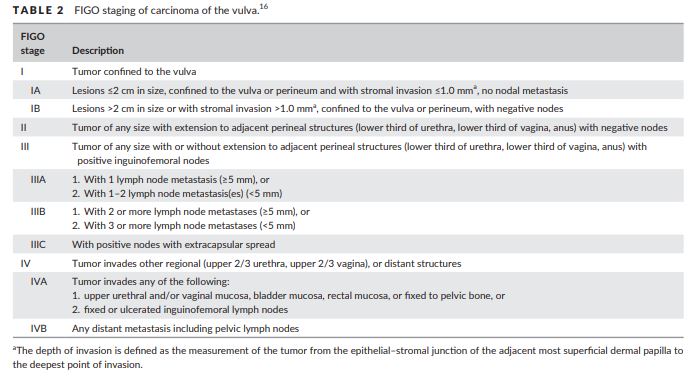 TABLE 2 FIGO staging of carcinoma of the vulva.16
FIGO
stage Description
I Tumor confined to the vulva
IA Lesions ≤2 cm in size, confined to the vulva or perineum and with stromal invasion ≤1.0 mmª, no nodal metastasis
IB Lesions >2 cm in size or with stromal invasion >1.0 mmª, confined to the vulva or perineum, with negative nodes
II Tumor of any size with extension to adjacent perineal structures (lower third of urethra, lower third of vagina, anus) with negative nodes
III Tumor of any size with or without extension to adjacent perineal structures (lower third of urethra, lower third of vagina, anus) with
positive inguinofemoral nodes
IIIA 1. With 1 lymph node metastasis (≥5 mm), or
2. With 1–2 lymph node metastasis(es) (<5 mm)
IIIB 1. With 2 or more lymph node metastases (≥5 mm), or
2. With 3 or more lymph node metastases (<5 mm)
IIIC With positive nodes with extracapsular spread
IV Tumor invades other regional (upper 2/3 urethra, upper 2/3 vagina), or distant structures
IVA Tumor invades any of the following:
1. upper urethral and/or vaginal mucosa, bladder mucosa, rectal mucosa, or fixed to pelvic bone, or
2. fixed or ulcerated inguinofemoral lymph nodes
IVB Any distant metastasis including pelvic lymph nodes
ªThe depth of invasion is defined as the measurement of the tumor from the epithelial–stromal junction of the adjacent most superficial dermal papilla to
the deepest point of invasion.